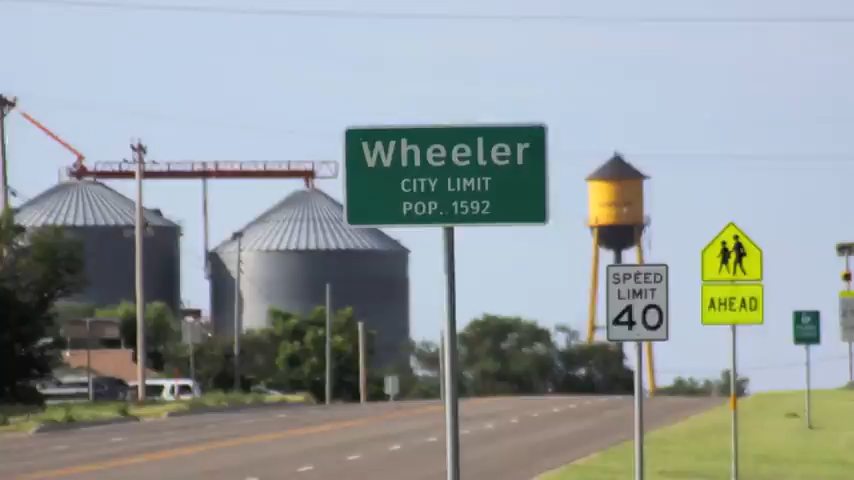 Wheeler
CITY LIMIT
POP. 1592
SPEED
LIMIT
40
AHEAD